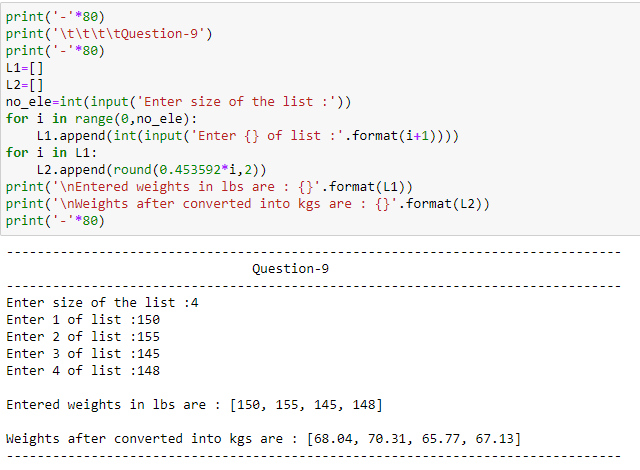 print('-'*80)
print('\t\t\t\tQuestion-9')
print('-'*80)
L1=[]
L2=[]
no_ele=int(input('Enter size of the list :'))
for i in range(0,no_ele):
    L1.append(int(input('Enter {} of list :'.format(i+1))))
for i in L1:
    L2.append(round(0.453592*i,2))
print('\nEntered weights in lbs are : {}'.format(L1))
print('\nWeights after converted into kgs are : {}'.format(L2))
print('-'*80)
--------------------------------------------------------------------------------
                                Question-9
--------------------------------------------------------------------------------
Enter size of the list :4
Enter 1 of list :150
Enter 2 of list :155
Enter 3 of list :145
Enter 4 of list :148
Entered weights in lbs are : [150, 155, 145, 148]
Weights after converted into kgs are : [68.04, 70.31, 65.77, 67.13]
--------------------------------------------------------------------------------